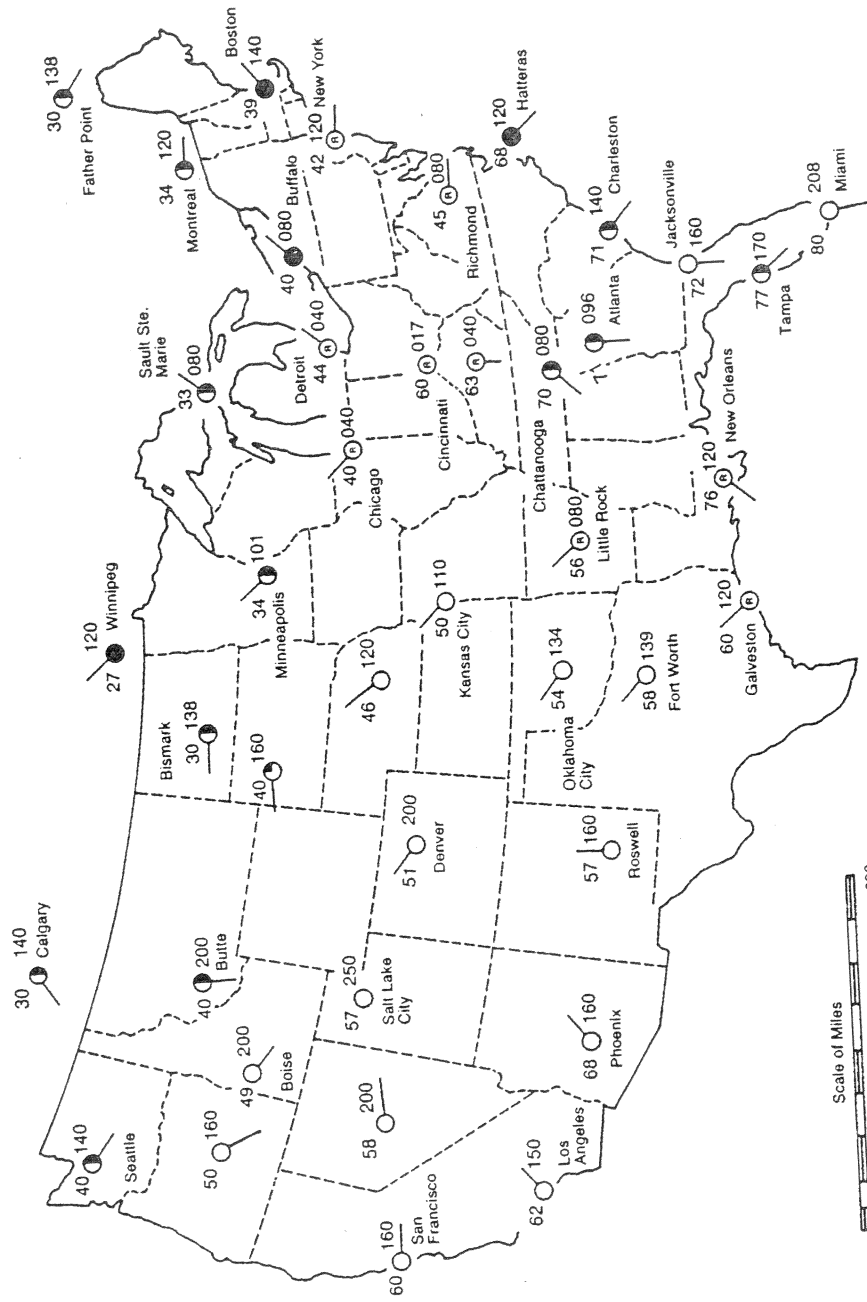 30 140
Calgary
120
27 Winnipeg
30 138
Father Point
40 140
Seattle
40 200
Butte
30 138
Bismark
33 080
Sault Ste.
Marie
34 120
Montreal
50 160
49 200
Boise
40 160
34 101
Minneapolis
40 080
Buffalo
39 140
Boston
58 200
57 250
Salt Lake
City
51 200
Denver
46 120
40 040
Chicago
44 040
Detroit
42 120
New York
60 160
San
Francisco
50 110
Kansas City
60 017
Cincinnati
63 040
45 080
Richmond
62 150
Los
Angeles
68 160
Phoenix
57 160
Roswell
54 134
Oklahoma
City
56 080
Little Rock
70 080
Chattanooga
096
71
Atlanta
68 120
Hatteras
71 140
Charleston
58 139
Fort Worth
60 120
Galveston
76 120
New Orleans
72 160
Jacksonville
77 170
Tampa
80 208
Miami
Scale of Miles